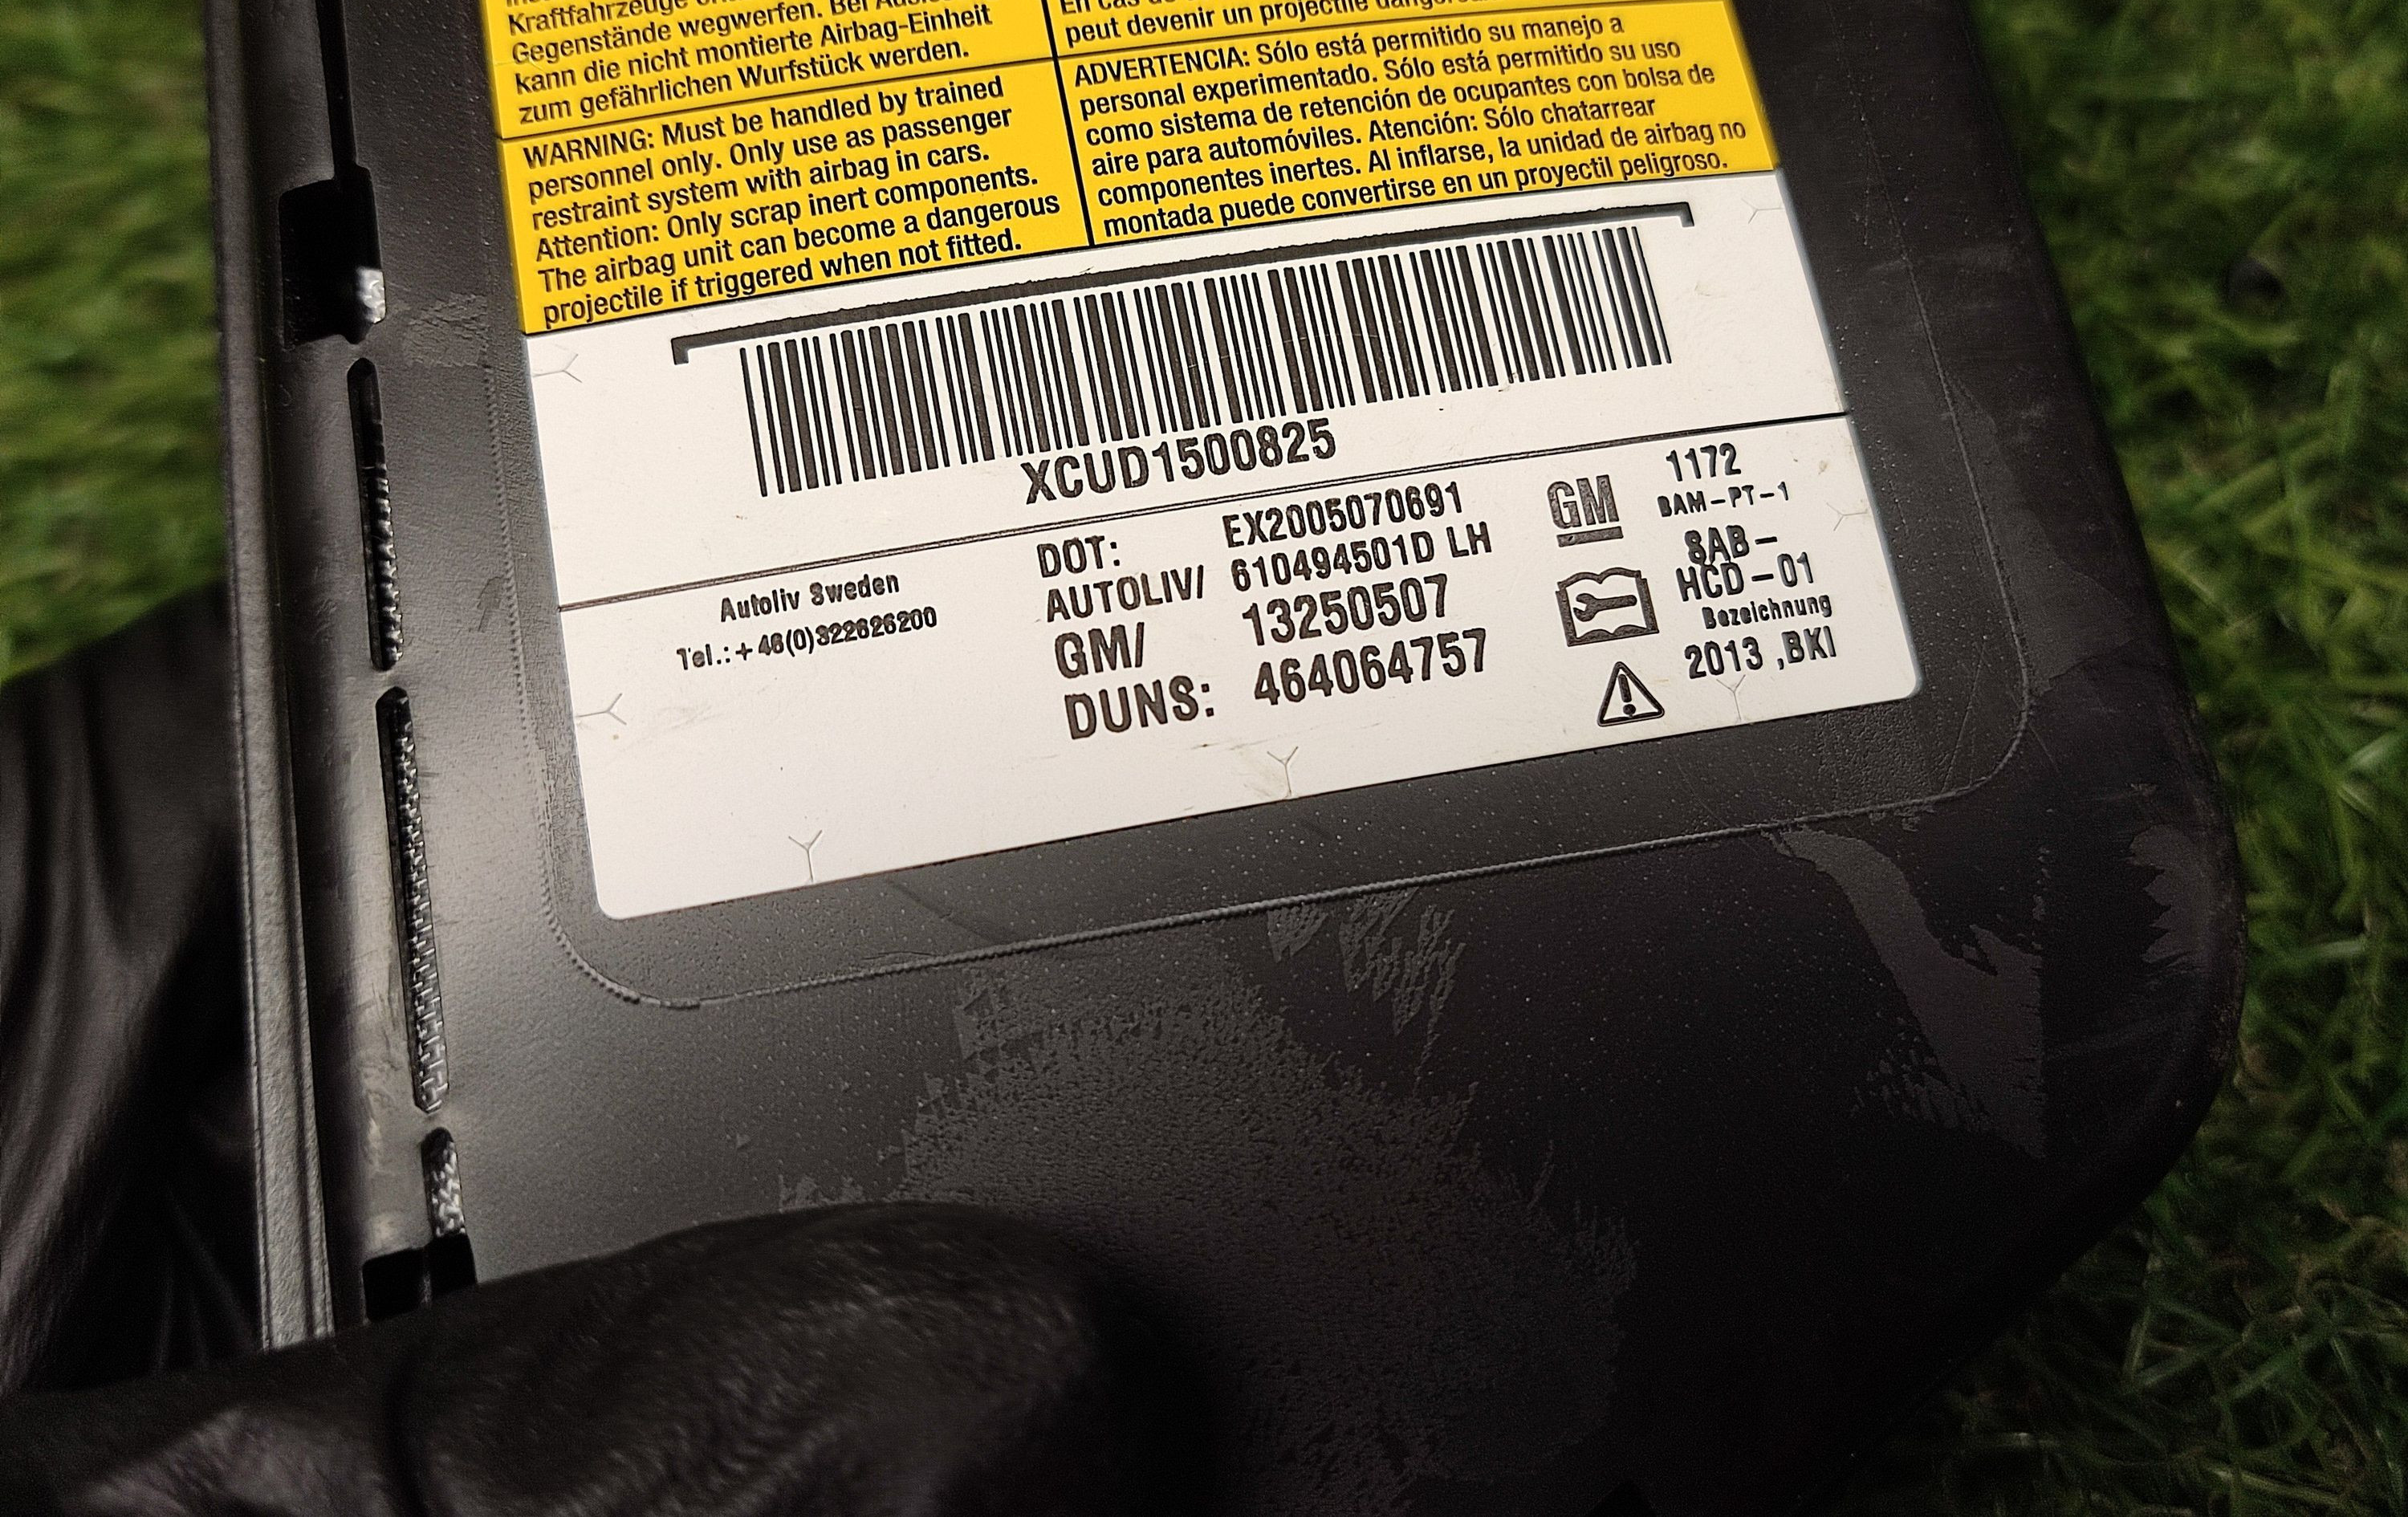 Kraftfahrzeuge
Gegenstände wegwerfen. Bei
kann die nicht montierte Airbag-Einheit
zum gefährlichen Wurfstück werden.
En cas de
peut devenir un projectile
WARNING: Must be handled by trained
personnel only. Only use as passenger
restraint system with airbag in cars.
Attention: Only scrap inert components.
The airbag unit can become a dangerous
projectile if triggered when not fitted.
ADVERTENCIA: Sólo está permitido su manejo a
personal experimentado. Sólo está permitido su uso
como sistema de retención de ocupantes con bolsa de
aire para automóviles. Atención: Sólo chatarrear
componentes inertes. Al inflarse, la unidad de airbag no
montada puede convertirse en un proyectil peligroso.
XCUD1500825
Autoliv Sweden
Tel.:+46(0)322626200
DOT: EX2005070691
AUTOLIV/ 610494501D LH
GM/ 13250507
DUNS: 464064757
GM
1172
BAM-PT-1
SAB-
HCD-01
Bezeichnung
2013 ,BKI